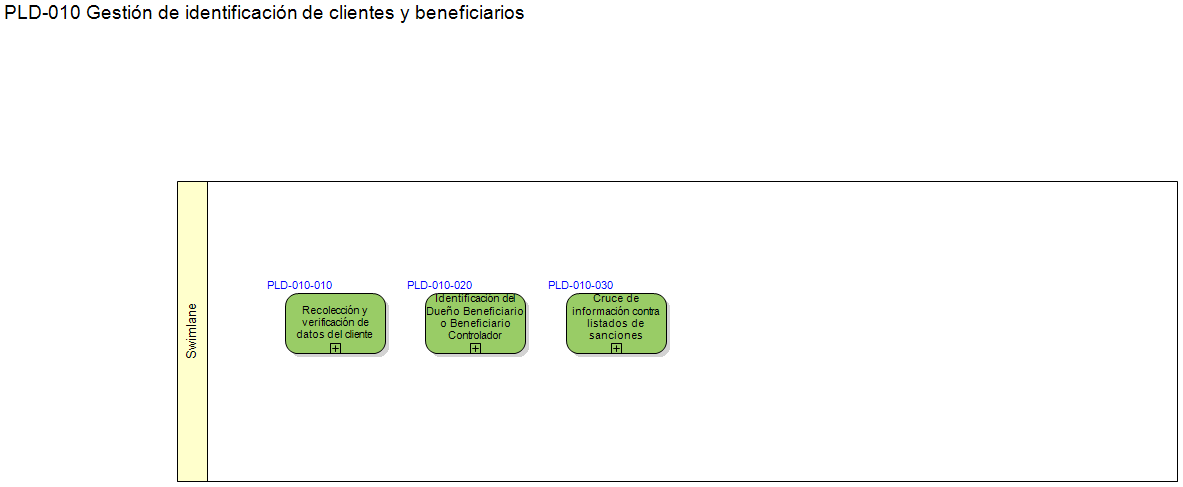 PLD-010 Gestión de identificación de clientes y beneficiarios
Swimlane
PLD-010-010
Recolección y
verificación de
datos del cliente
PLD-010-020
Identificación del
Dueño Beneficiario
o Beneficiario
Controlador
PLD-010-030
Cruce de
información contra
listados de
sanciones